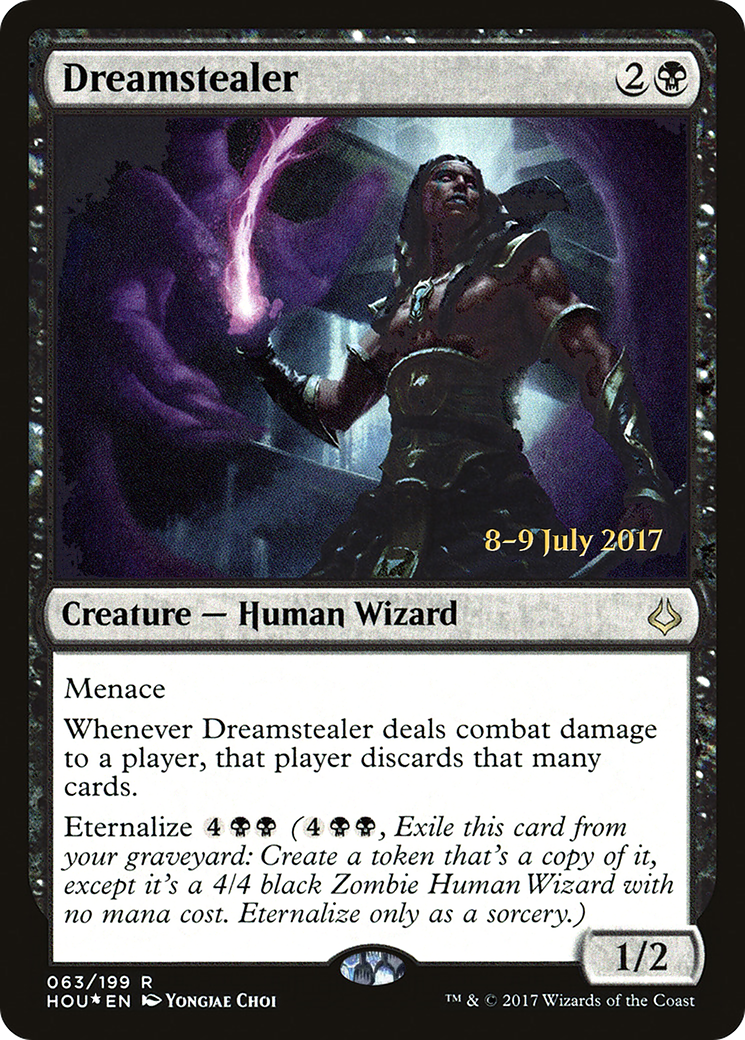 Dreamstealer 2
8–9 July 2017
Creature — Human Wizard
Menace
Whenever Dreamstealer deals combat damage
to a player, that player discards that many
cards.
Eternalize 4 (4, Exile this card from
your graveyard: Create a token that's a copy of it,
except it's a 4/4 black Zombie Human Wizard with
no mana cost. Eternalize only as a sorcery.)
1/2
063/199 R
HOU★EN Yongjae Choi
™ & © 2017 Wizards of the Coast